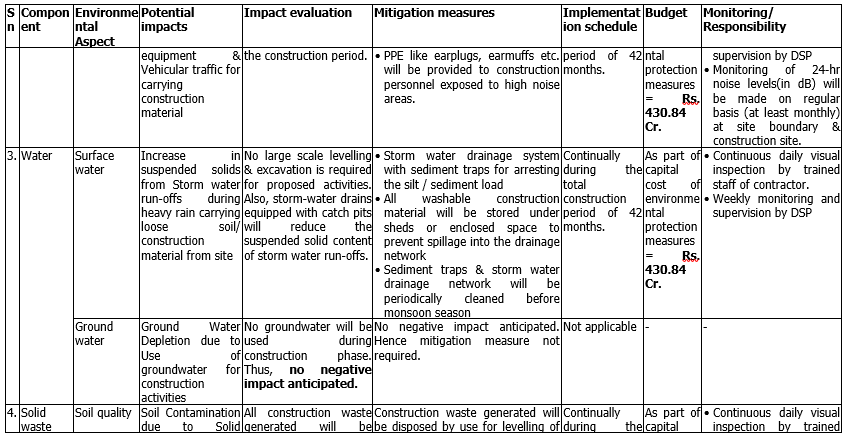 S n
Component
Environmental Aspect
Potential impacts
Impact evaluation
Mitigation measures
Implementation schedule
Budget
Monitoring/ Responsibility
equipment &
Vehicular traffic for
carrying
construction
material
the construction period.
• PPE like earplugs, earmuffs etc.
will be provided to construction
personnel exposed to high noise
areas.
period of 42
months.
ntal
protection
measures
= Rs.
430.84
Cr.
supervision by DSP
• Monitoring of 24-hr
noise levels(in dB) will
be made on regular
basis (at least monthly)
at site boundary &
construction site.
3.
Water
Surface
water
Increase in
suspended solids
from Storm water
run-offs during
heavy rain carrying
loose soil/
construction
material from site
No large scale levelling
& excavation is required
for proposed activities.
Also, storm-water drains
equipped with catch pits
will reduce the
suspended solid content
of storm water run-offs.
• Storm water drainage system
with sediment traps for arresting
the silt / sediment load
• All washable construction
material will be stored under
sheds or enclosed space to
prevent spillage into the drainage
network
• Sediment traps & storm water
drainage network will be
periodically cleaned before
monsoon season
Continually
during the
total
construction
period of 42
months.
As part of
capital
cost of
environme
ntal
protection
measures
= Rs.
430.84
Cr.
• Continuous daily visual
inspection by trained
staff of contractor.
• Weekly monitoring and
supervision by DSP
Ground
water
Ground Water
Depletion due to
Use of
groundwater for
construction
activities
No groundwater will be
used during
construction phase.
Thus, no negative
impact anticipated.
No negative impact anticipated.
Hence mitigation measure not
required.
Not applicable
-
-
4.
Solid
waste
Soil quality
Soil Contamination
due to Solid
All construction waste
generated will be
Construction waste generated will
be disposed by use for levelling of
Continually
during the
As part of
capital
• Continuous daily visual
inspection by trained